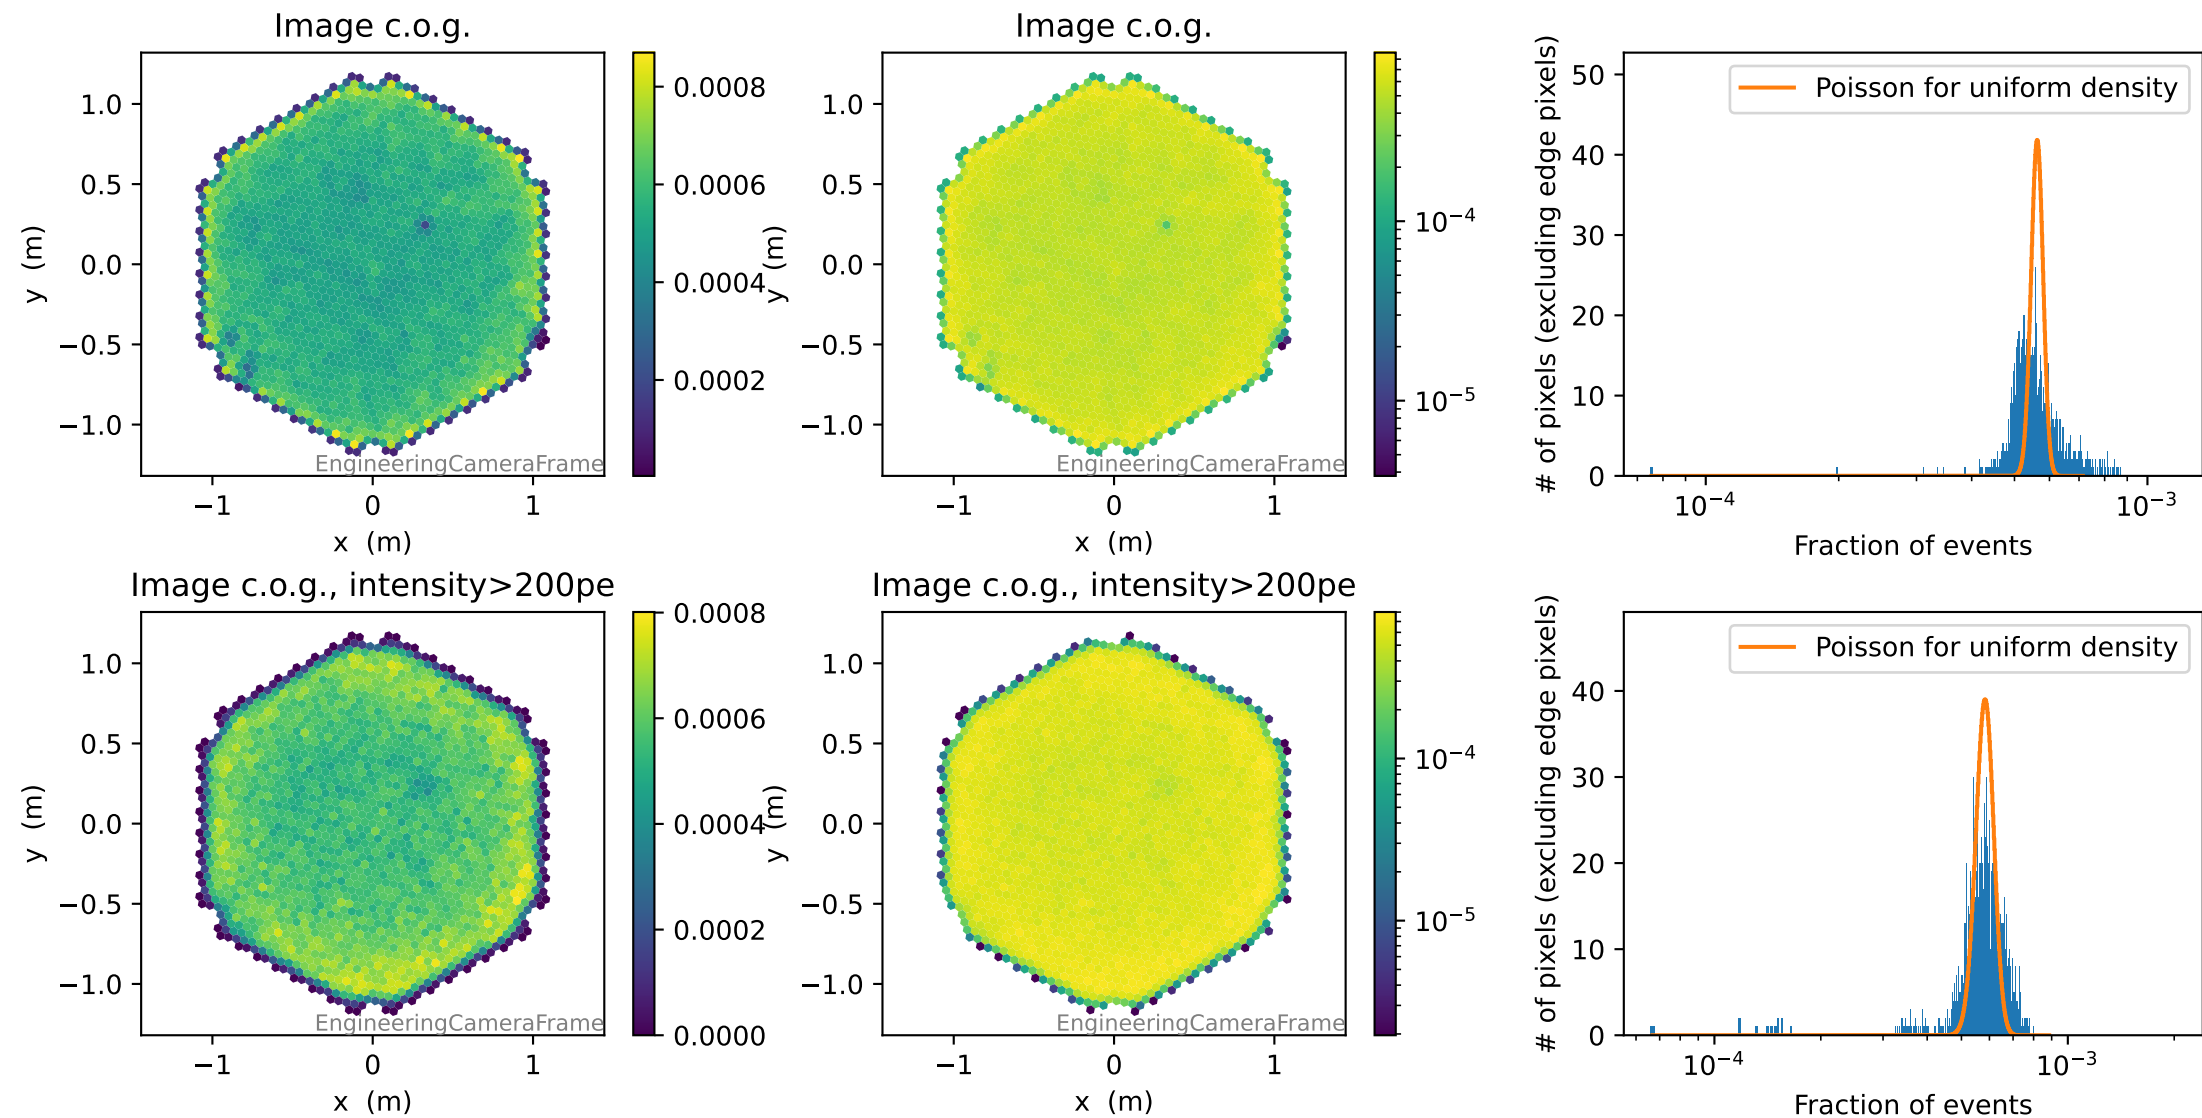 Image c.o.g.
1.0
0.5
0.0
−0.5
−1.0
y (m)
−1
0
1
x (m)
EngineeringCameraFrame
0.0008
0.0006
0.0004
0.0002
Image c.o.g.
1.0
0.5
0.0
−0.5
−1.0
y (m)
−1
0
1
x (m)
EngineeringCameraFrame
10⁻⁴
10⁻⁵
Poisson for uniform density
50
40
30
20
10
0
# of pixels (excluding edge pixels)
10⁻⁴
10⁻³
Fraction of events
Image c.o.g., intensity>200pe
1.0
0.5
0.0
−0.5
−1.0
y (m)
−1
0
1
x (m)
EngineeringCameraFrame
0.0008
0.0006
0.0004
0.0002
0.0000
Image c.o.g., intensity>200pe
1.0
0.5
0.0
−0.5
−1.0
y (m)
−1
0
1
x (m)
EngineeringCameraFrame
10⁻⁴
10⁻⁵
Poisson for uniform density
40
30
20
10
0
# of pixels (excluding edge pixels)
10⁻⁴
10⁻³
Fraction of events